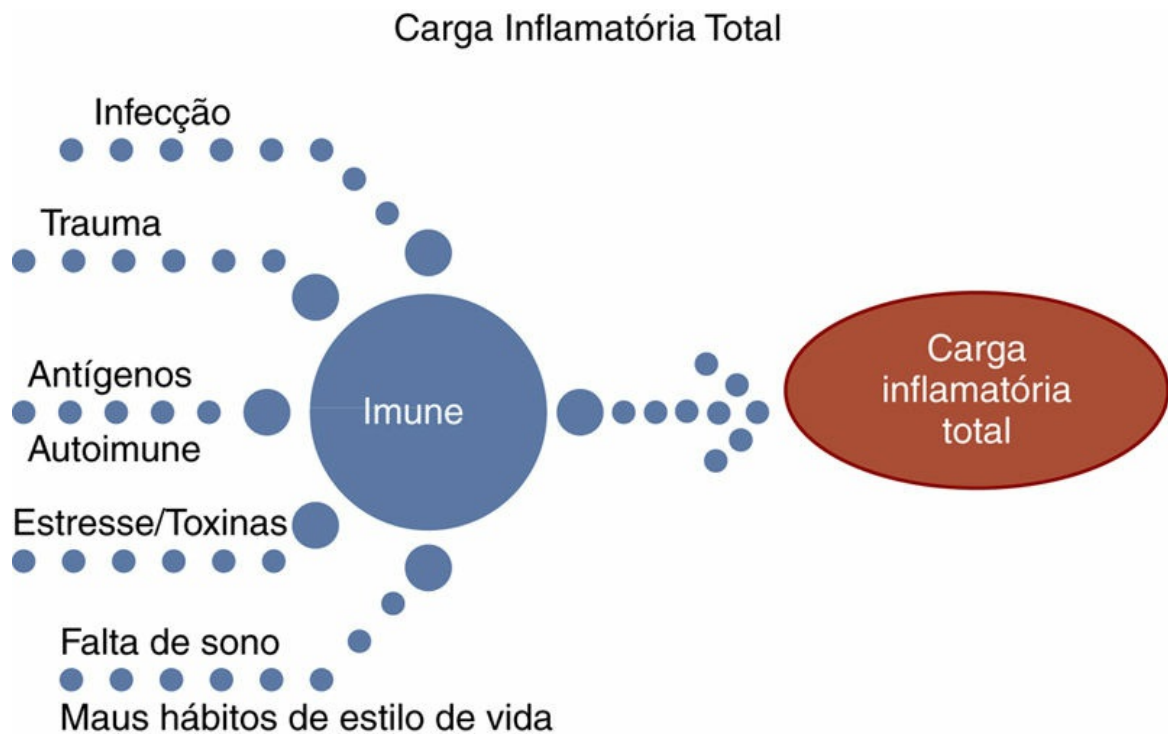 Carga Inflamatória Total
Infecção
Trauma
Antígenos
Autoimune
Estresse/Toxinas
Falta de sono
Maus hábitos de estilo de vida
Imune
Carga
inflamatória
total